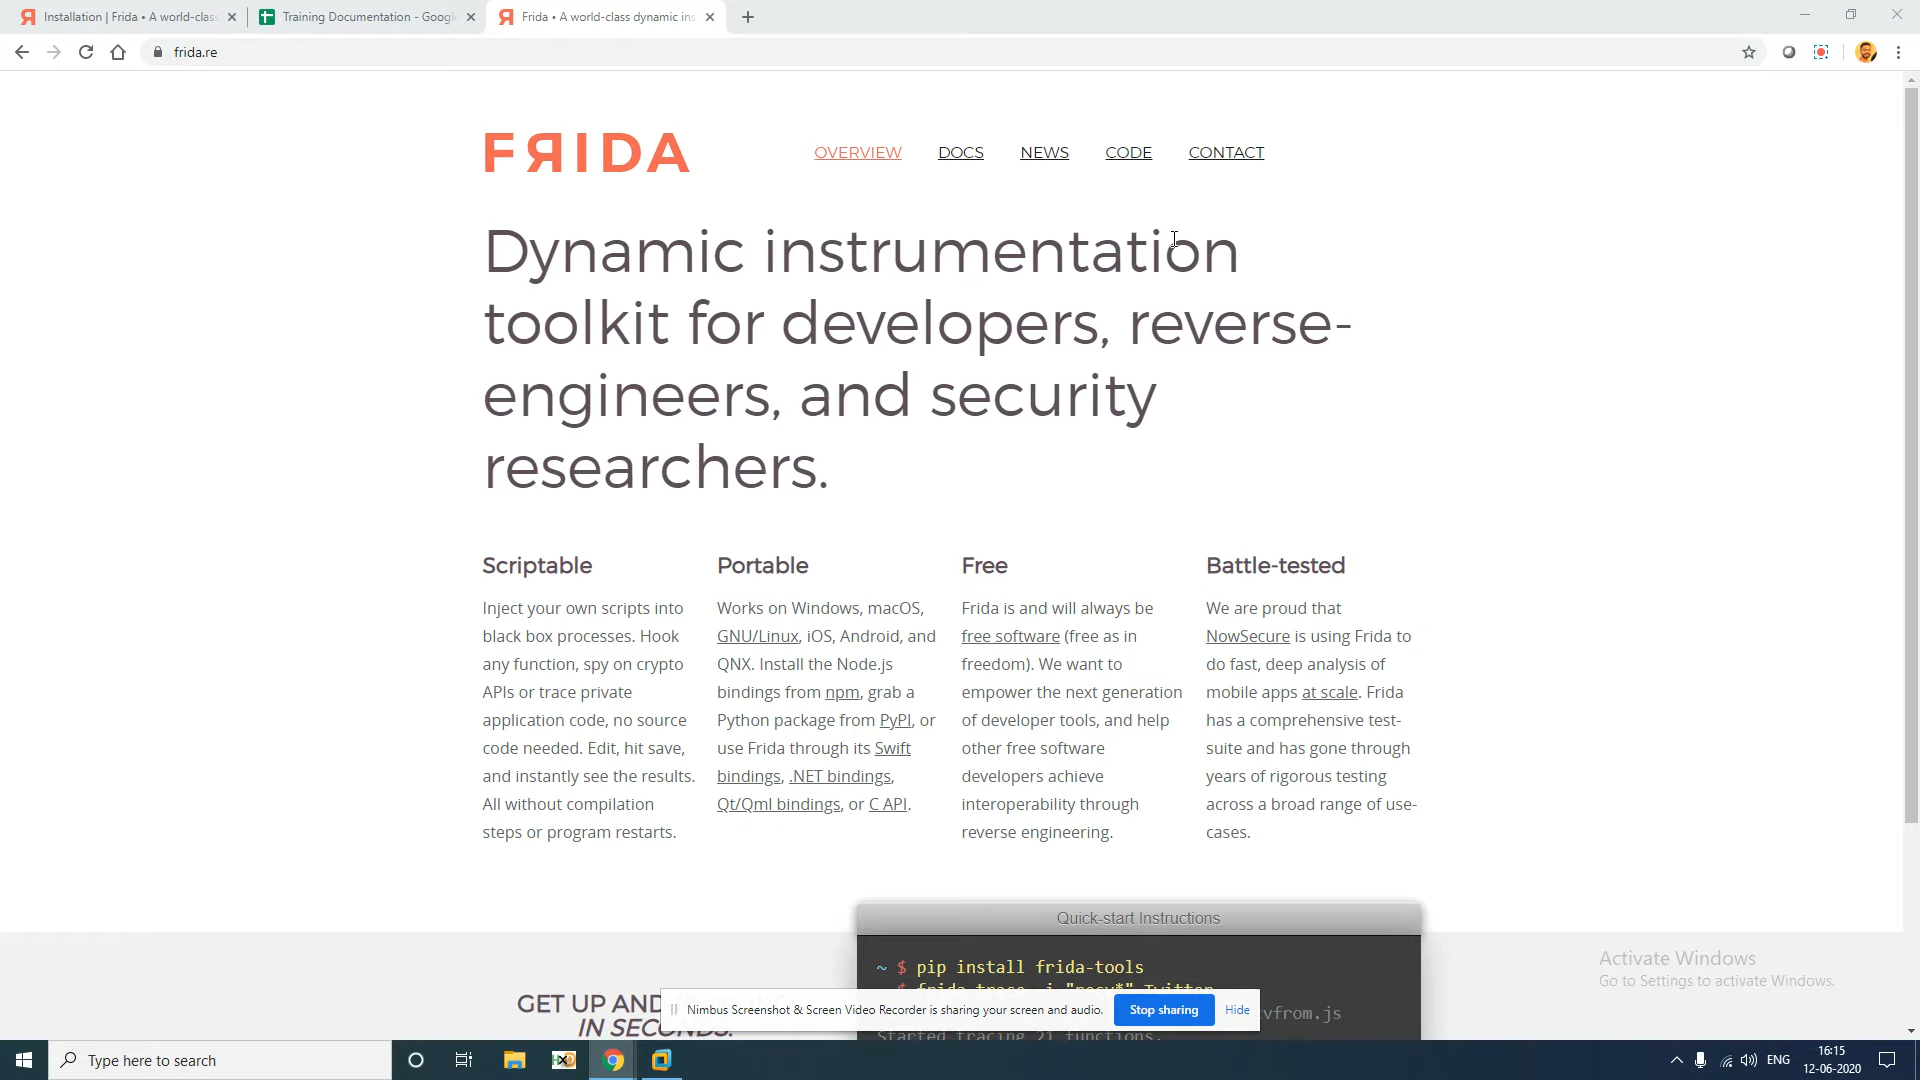 Installation | Frida • A world-clas
Training Documentation - Google
Frida • A world-class dynamic ins
frida.re
FRIDA
OVERVIEW
DOCS
NEWS
CODE
CONTACT
Dynamic instrumentation
toolkit for developers, reverse-
engineers, and security
researchers.
Scriptable
Inject your own scripts into
black box processes. Hook
any function, spy on crypto
APIs or trace private
application code, no source
code needed. Edit, hit save,
and instantly see the results.
All without compilation
steps or program restarts.
Portable
Works on Windows, macOS,
GNU/Linux, iOS, Android, and
QNX. Install the Node.js
bindings from npm, grab a
Python package from PyPI, or
use Frida through its Swift
bindings, .NET bindings,
Qt/Qml bindings, or C API.
Free
Frida is and will always be
free software (free as in
freedom). We want to
empower the next generation
of developer tools, and help
other free software
developers achieve
interoperability through
reverse engineering.
Battle-tested
We are proud that
NowSecure is using Frida to
do fast, deep analysis of
mobile apps at scale. Frida
has a comprehensive test-
suite and has gone through
years of rigorous testing
across a broad range of use-
cases.
Quick-start Instructions
~ $ pip install frida-tools
GET UP AND
IN SECONDS.
vfrom.js
Started tracing 21 functions.
Nimbus Screenshot & Screen Video Recorder is sharing your screen and audio.
Stop sharing
Hide
Activate Windows
Go to Settings to activate Windows.
Type here to search
HXD
ENG
16:15
12-06-2020